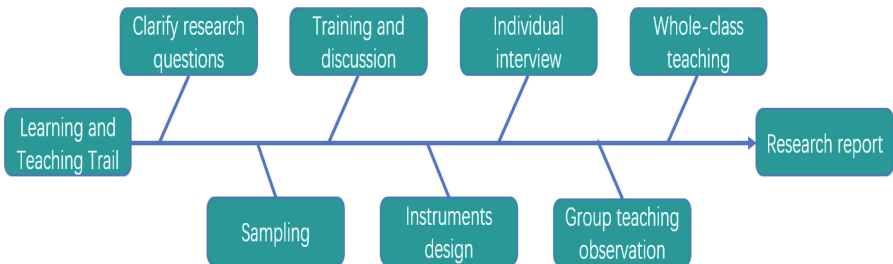 Clarify research
questions
Training and
discussion
Individual
interview
Whole-class
teaching
Learning and
Teaching Trail
Research report
Sampling
Instruments
design
Group teaching
observation